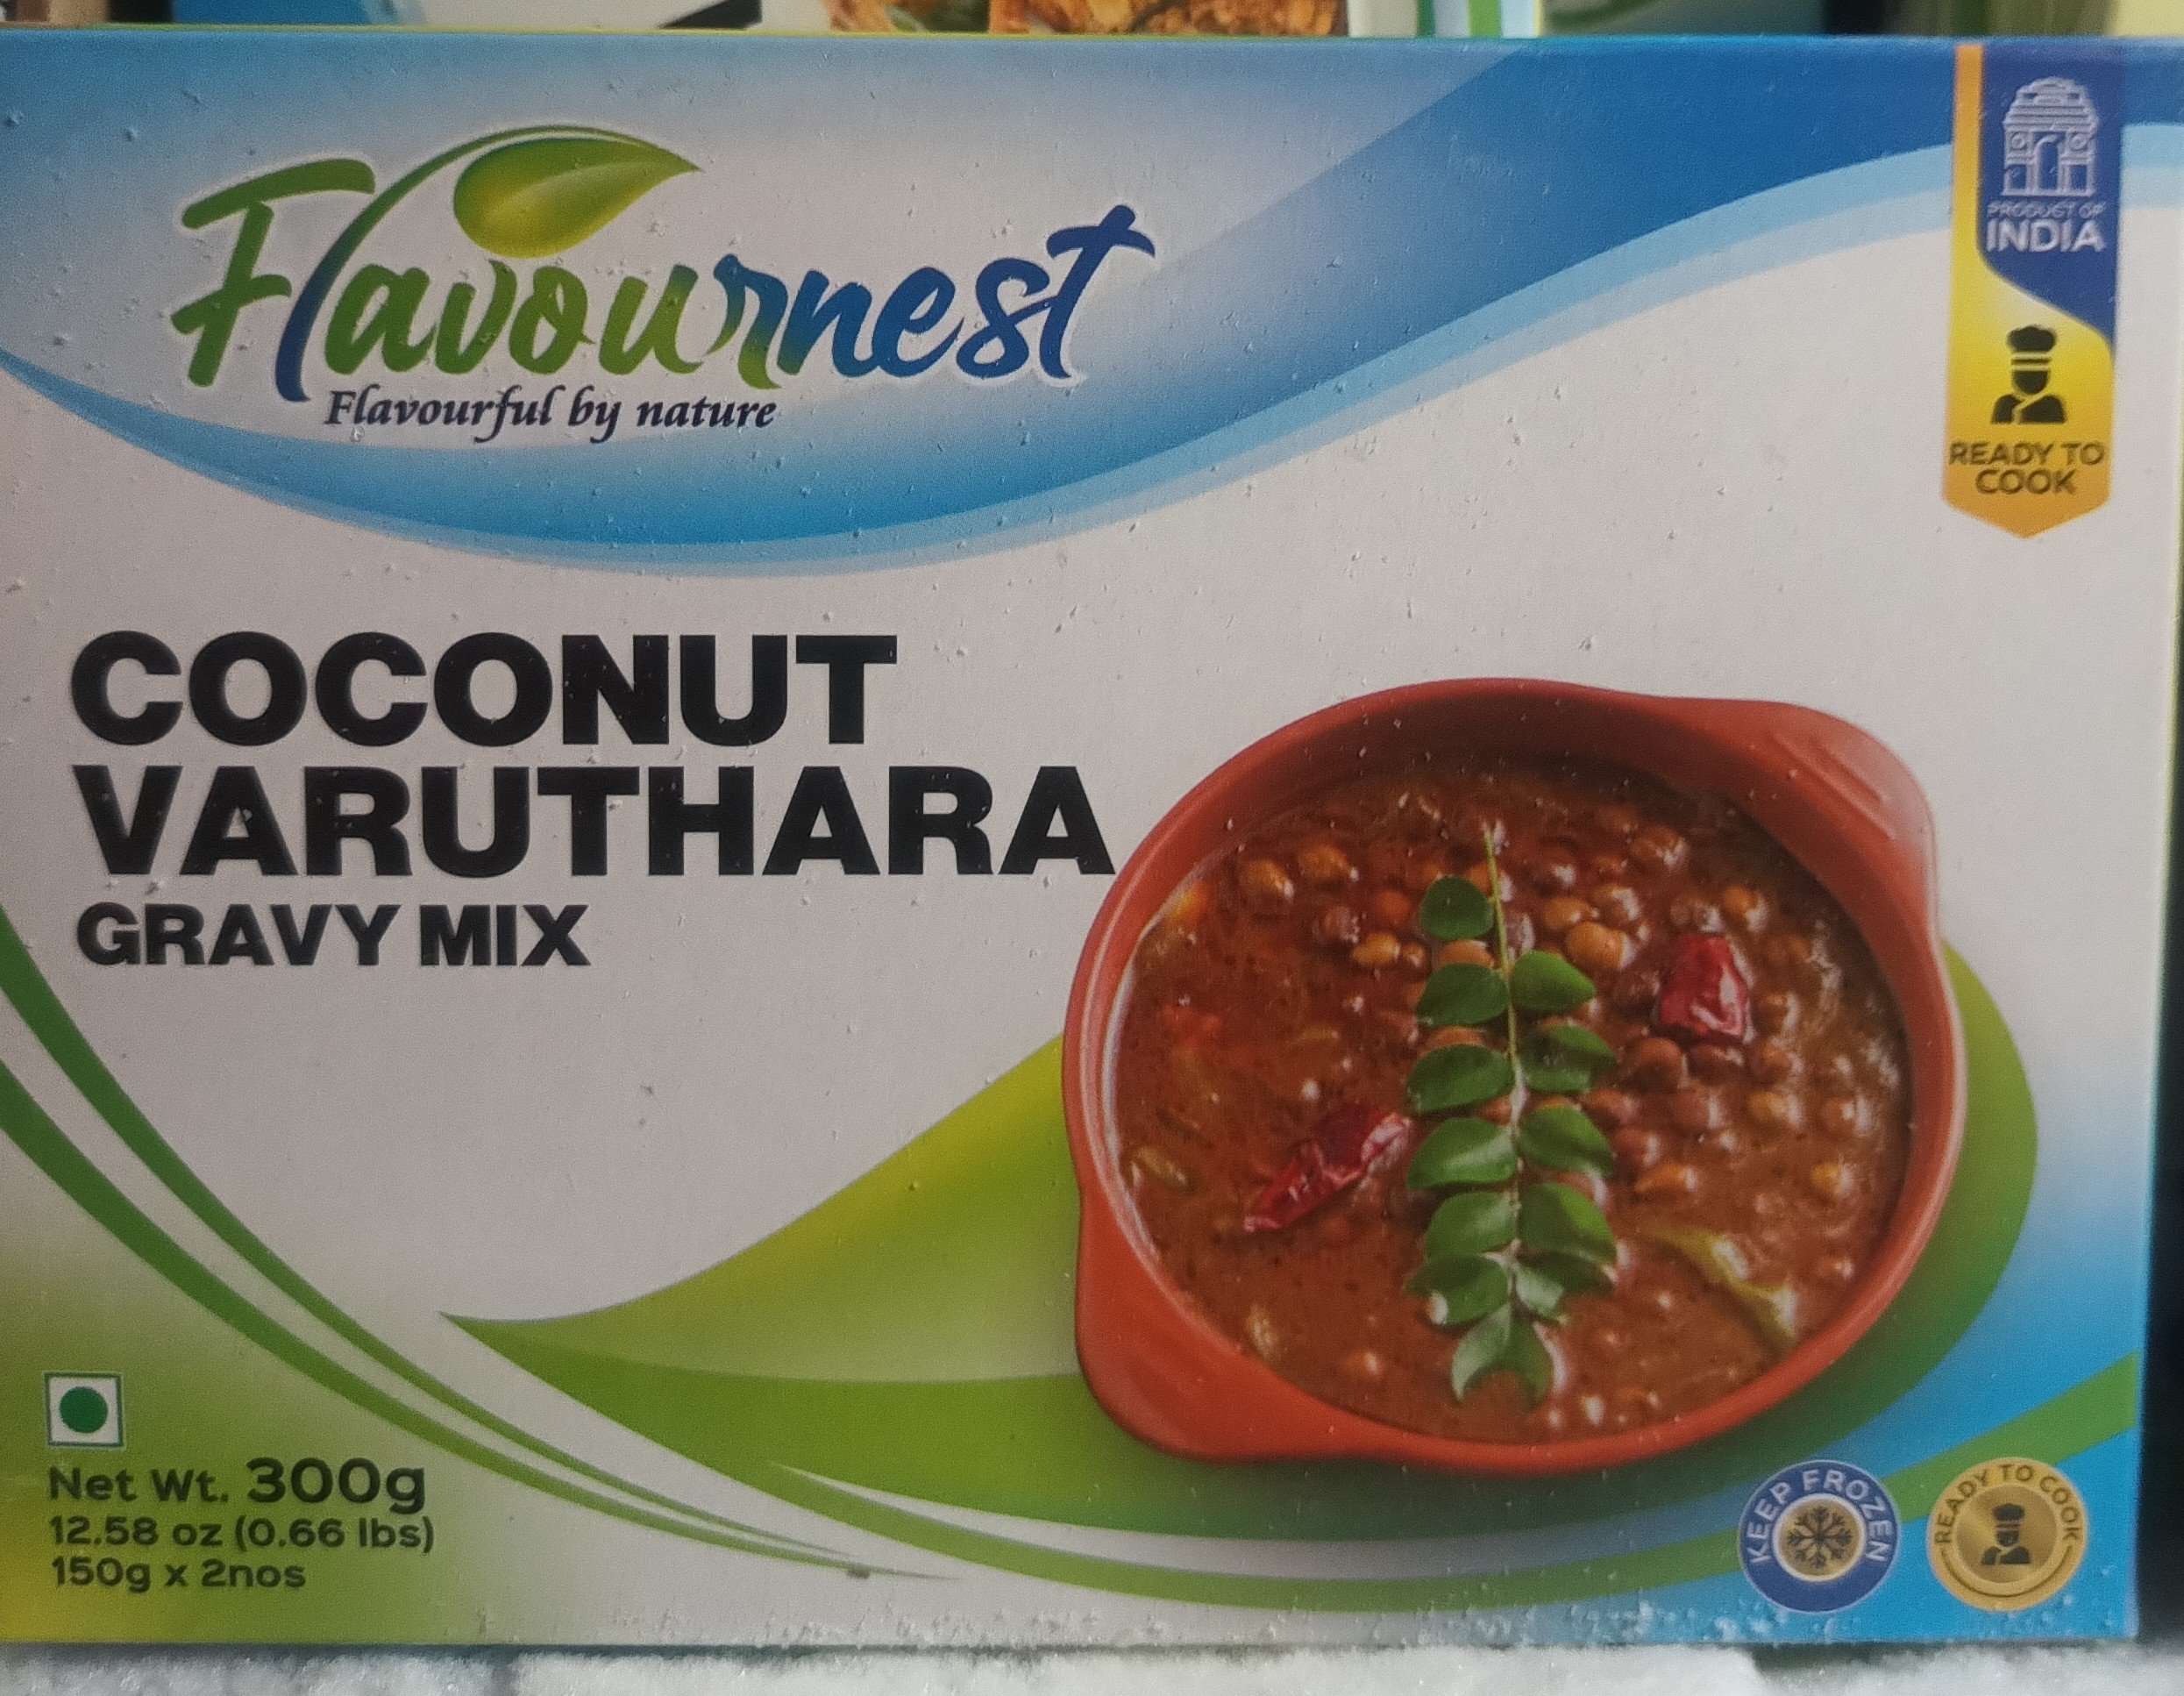 Flavournest
Flavourful by nature
PRODUCT OF
INDIA
READY TO
COOK
COCONUT
VARUTHARA
GRAVY MIX
Net Wt. 300g
12.58 oz (0.66 lbs)
150g x 2nos
KEEP FROZEN
READY TO COOK